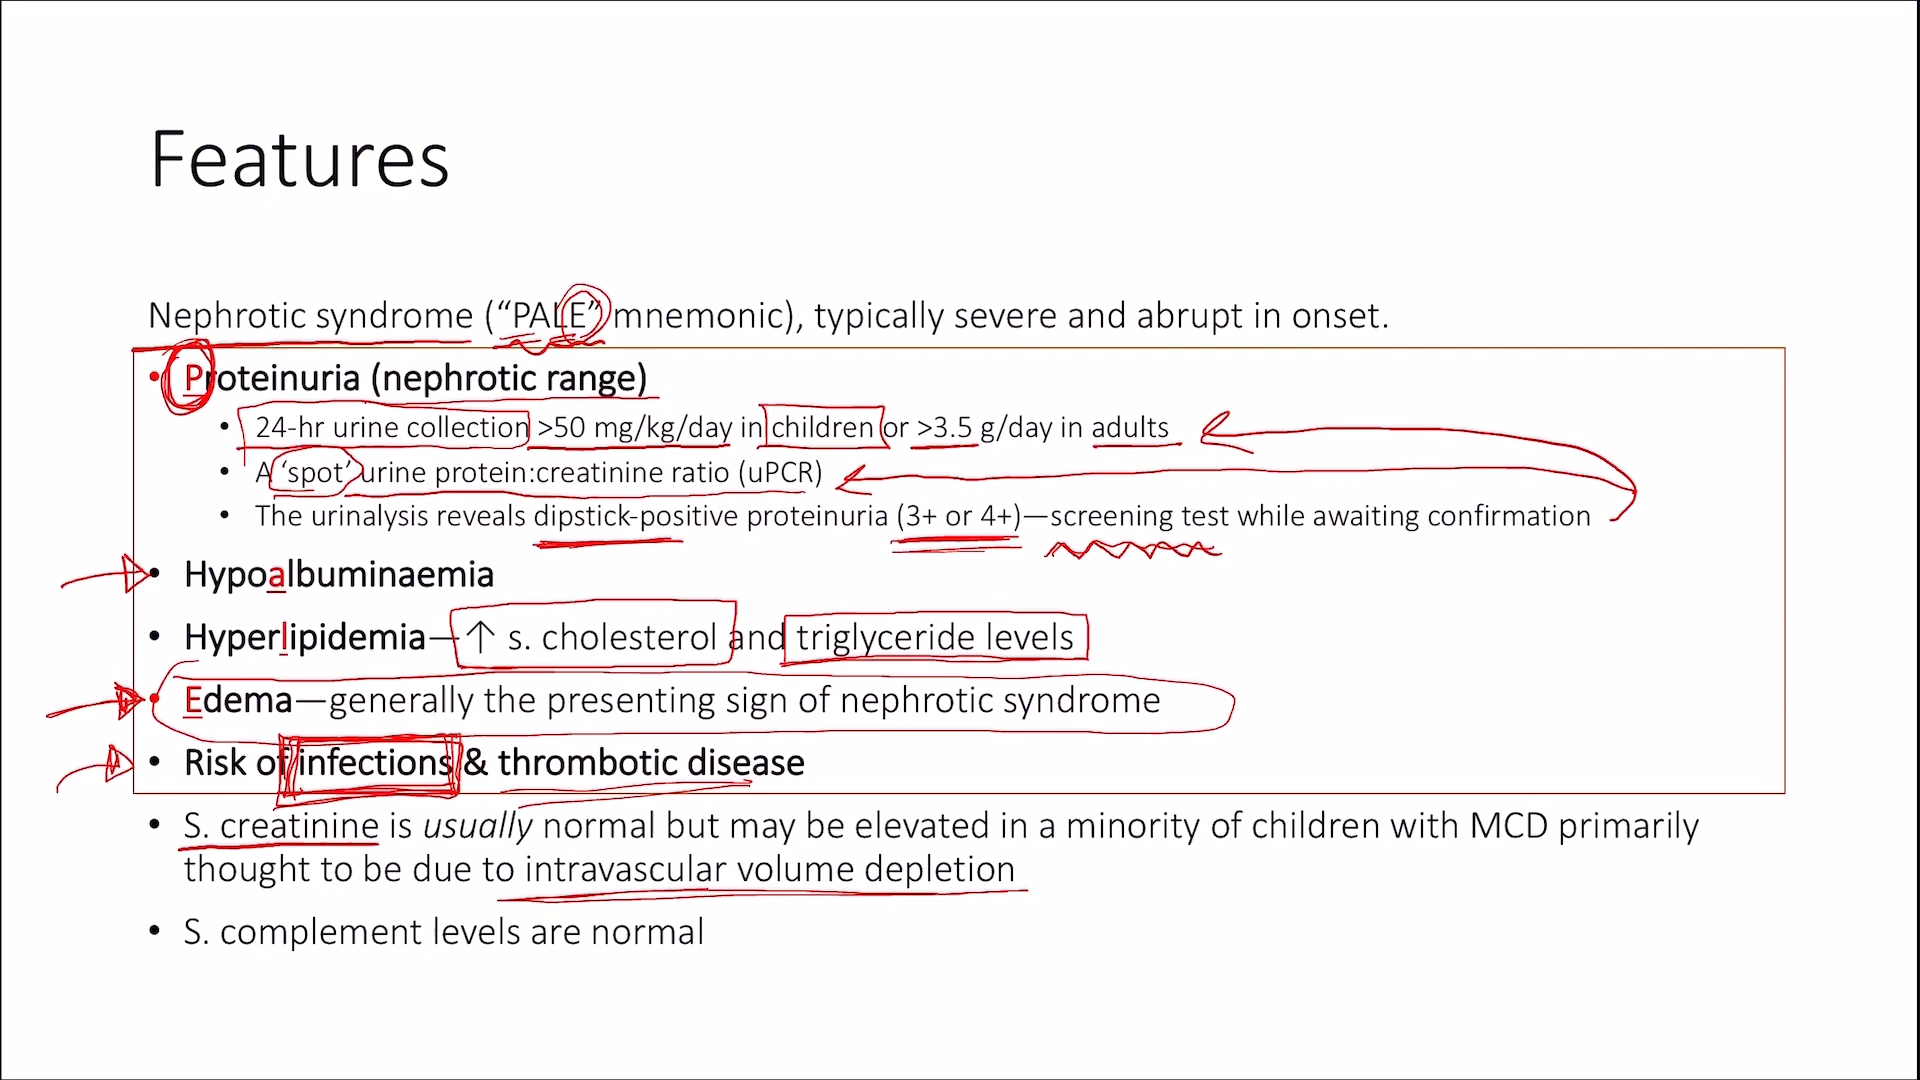 Features
Nephrotic syndrome (“PALE” mnemonic), typically severe and abrupt in onset.
• Proteinuria (nephrotic range)
• 24-hr urine collection >50 mg/kg/day in children or >3.5 g/day in adults
• A ‘spot’ urine protein:creatinine ratio (uPCR)
• The urinalysis reveals dipstick-positive proteinuria (3+ or 4+)—screening test while awaiting confirmation
• Hypoalbuminaemia
• Hyperlipidemia—↑ s. cholesterol and triglyceride levels
• Edema—generally the presenting sign of nephrotic syndrome
• Risk of infections & thrombotic disease
• S. creatinine is usually normal but may be elevated in a minority of children with MCD primarily
thought to be due to intravascular volume depletion
• S. complement levels are normal